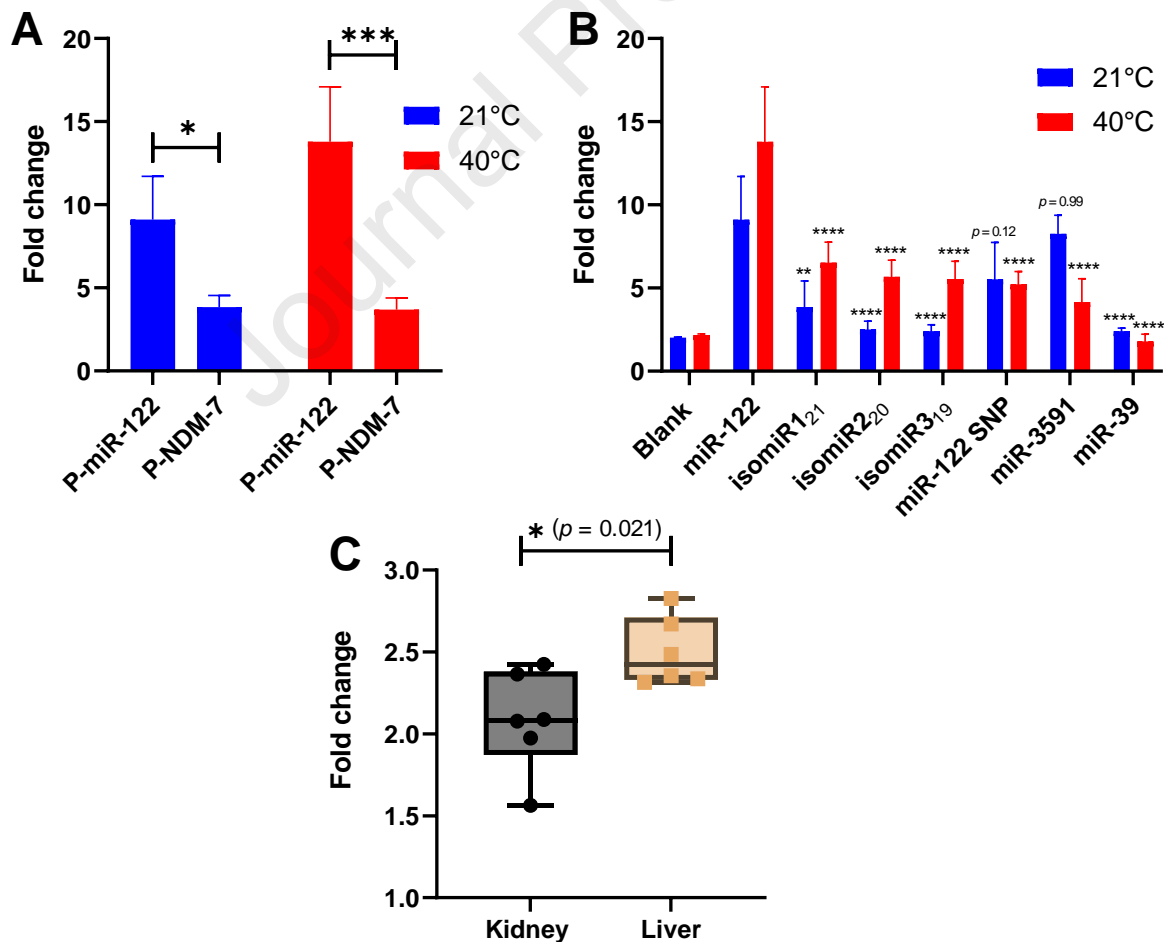 A
20
15
10
5
0
Fold change
*
***
21°C
40°C
P-miR-122
P-NDM-7
P-miR-122
P-NDM-7
B
20
15
10
5
0
Fold change
21°C
40°C
**
****
****
****
****
****
p = 0.12
****
p = 0.99
****
****
****
Blank
miR-122
isomiR1₂₁
isomiR2₂₀
isomiR3₁₉
miR-122 SNP
miR-3591
miR-39
C
* (p = 0.021)
3.0
2.5
2.0
1.5
1.0
Fold change
Kidney
Liver
Journal Pr